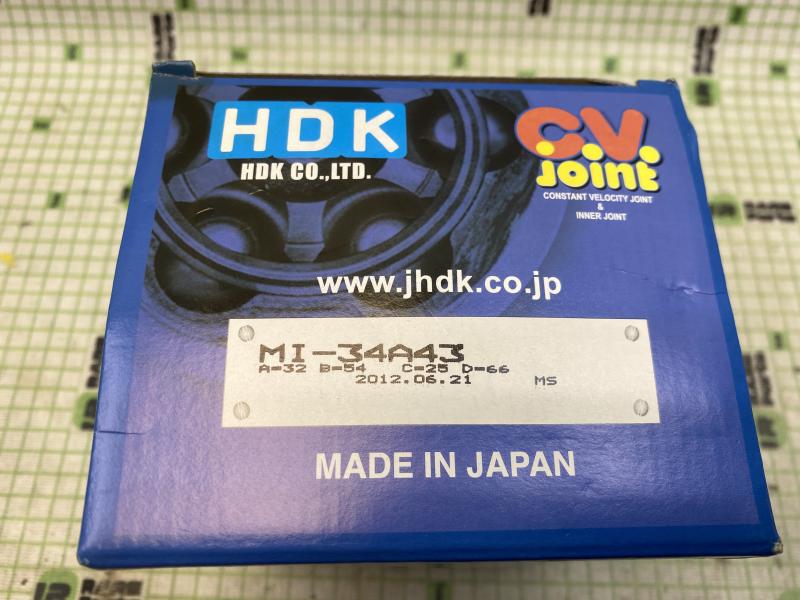 HDK
HDK CO.,LTD.
C.V.
joint
CONSTANT VELOCITY JOINT
&
INNER JOINT
www.jhdk.co.jp
MI-34A43
A=32 B=54 C=25 D=66
2012.06.21 MS
MADE IN JAPAN